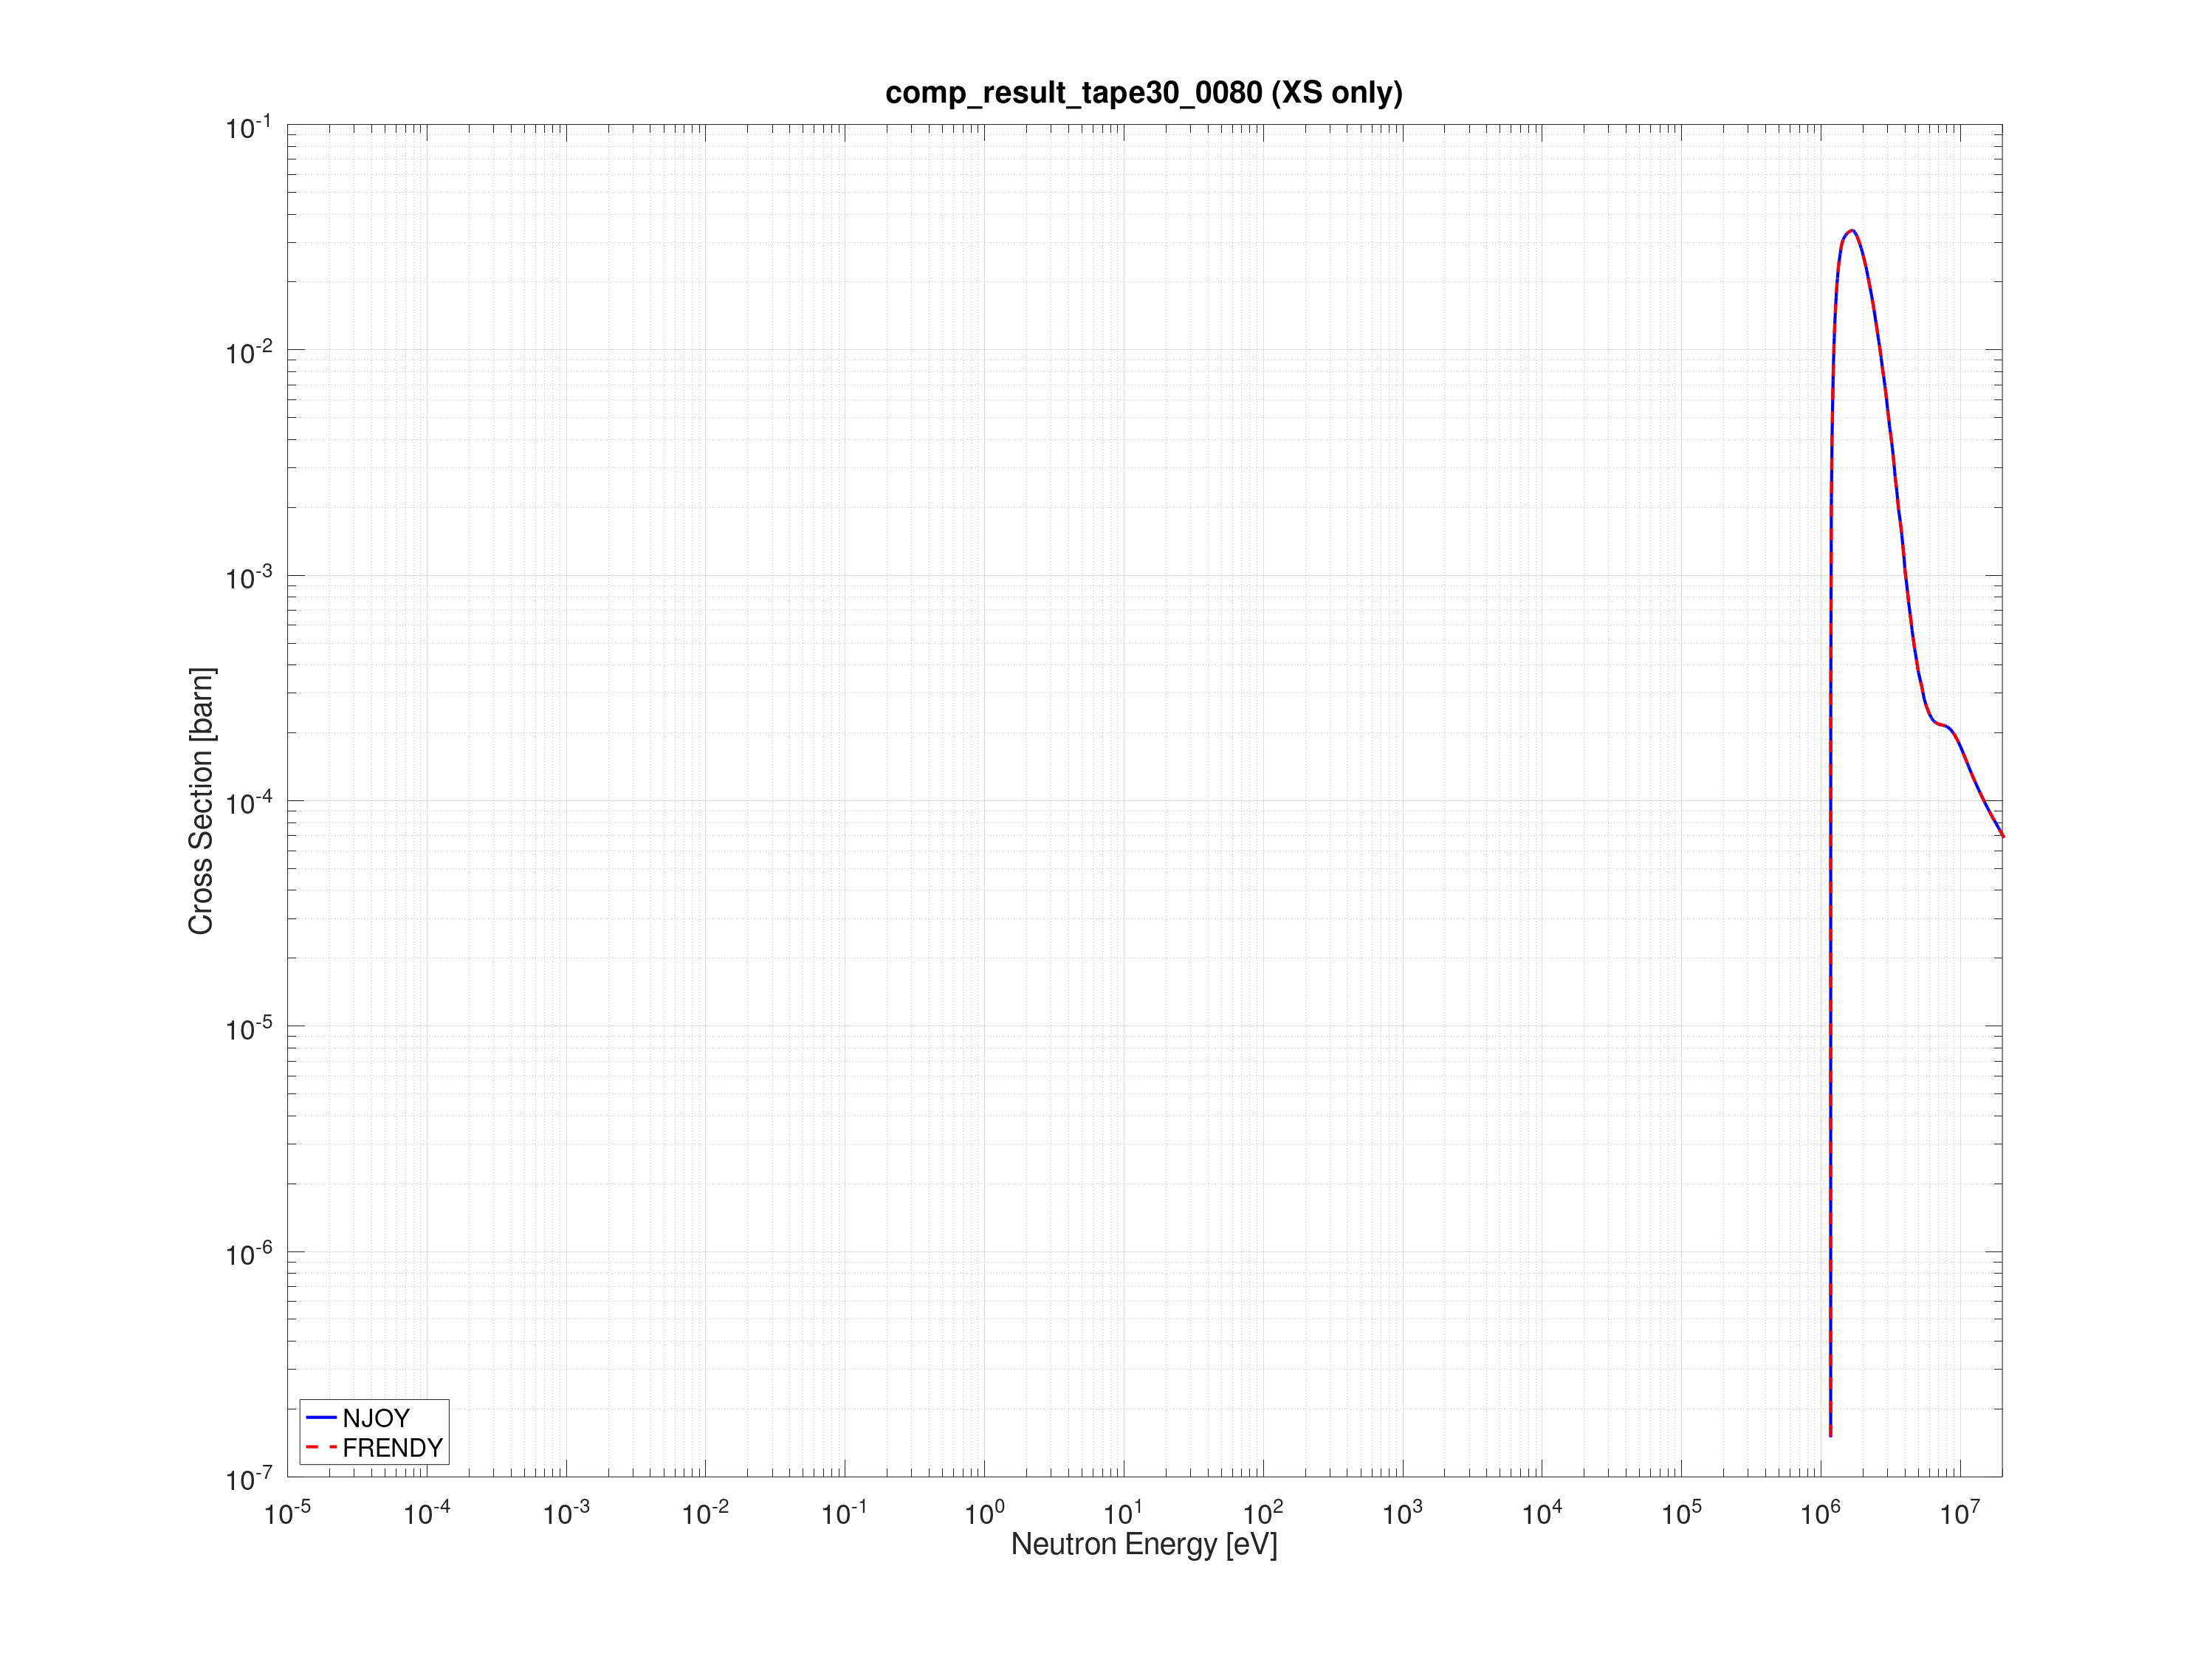 comp_result_tape30_0080 (XS only)
10^-1
10^-2
10^-3
10^-4
10^-5
10^-6
10^-7
Cross Section [barn]
NJOY
FRENDY
10^-5 10^-4 10^-3 10^-2 10^-1 10^0 10^1 10^2 10^3 10^4 10^5 10^6 10^7
Neutron Energy [eV]